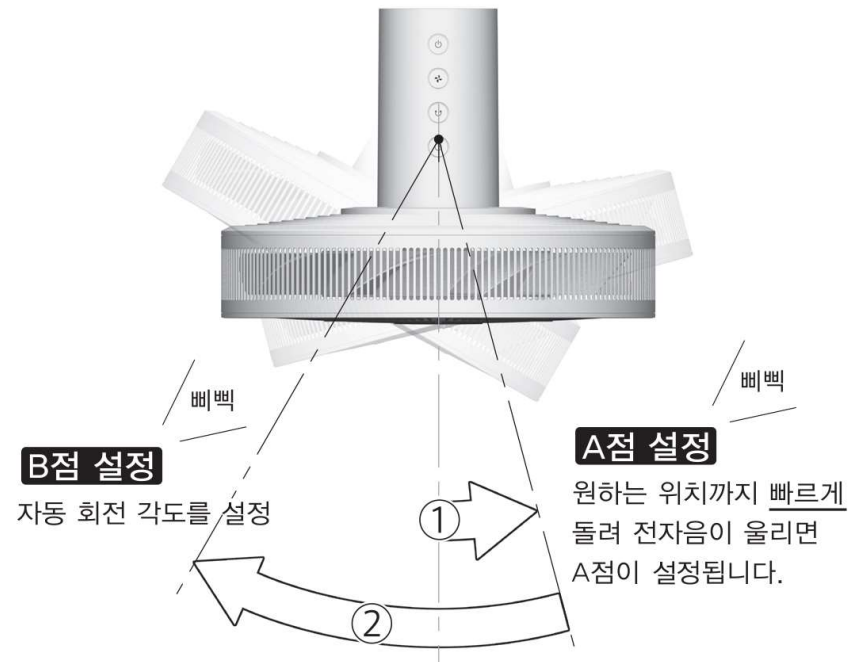 삐삑
B점 설정
자동 회전 각도를 설정
삐삑
A점 설정
원하는 위치까지 빠르게
돌려 전자음이 울리면
A점이 설정됩니다.
①
②